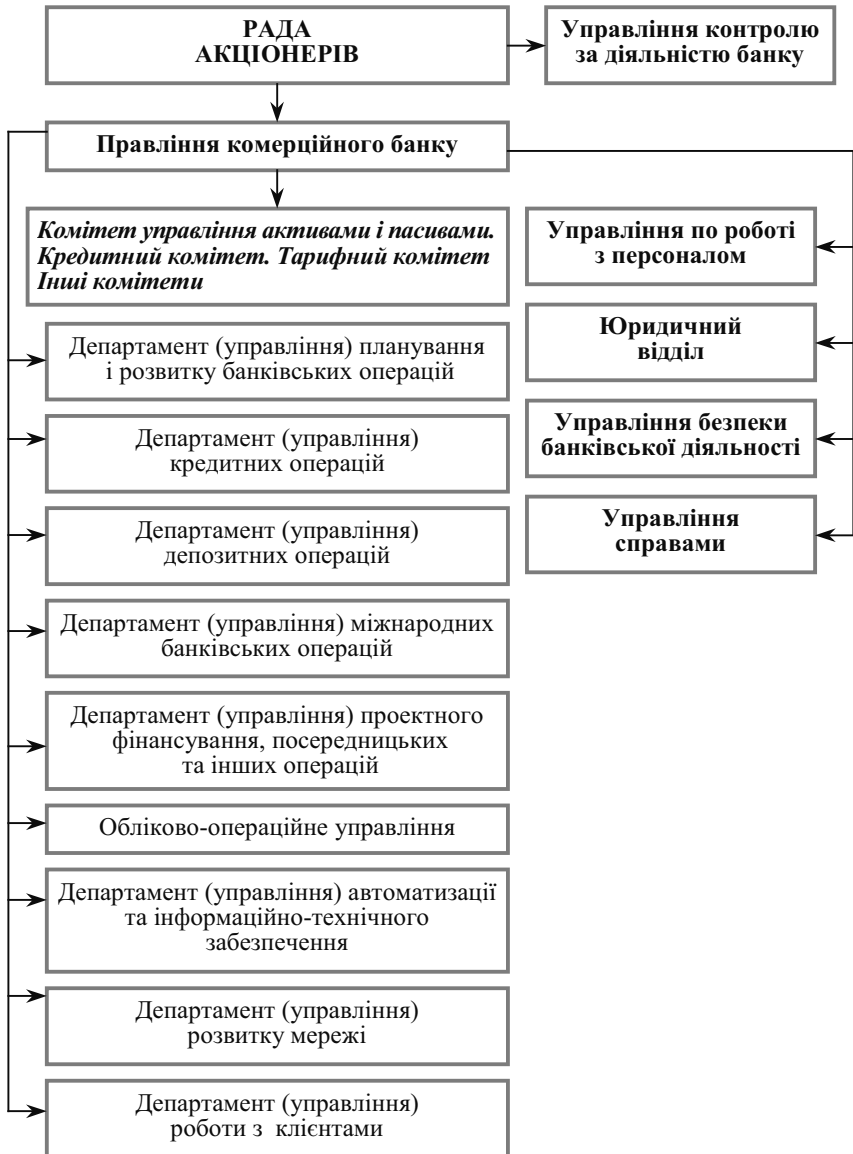 РАДА
АКЦІОНЕРІВ
Управління контролю
за діяльністю банку
Правління комерційного банку
Комітет управління активами і пасивами.
Кредитний комітет. Тарифний комітет
Інші комітети
Управління по роботі
з персоналом
Юридичний
відділ
Управління безпеки
банківської діяльності
Управління
справами
Департамент (управління) планування
і розвитку банківських операцій
Департамент (управління)
кредитних операцій
Департамент (управління)
депозитних операцій
Департамент (управління) міжнародних
банківських операцій
Департамент (управління) проектного
фінансування, посередницьких
та інших операцій
Обліково-операційне управління
Департамент (управління) автоматизації
та інформаційно-технічного
забезпечення
Департамент (управління)
розвитку мережі
Департамент (управління)
роботи з клієнтами